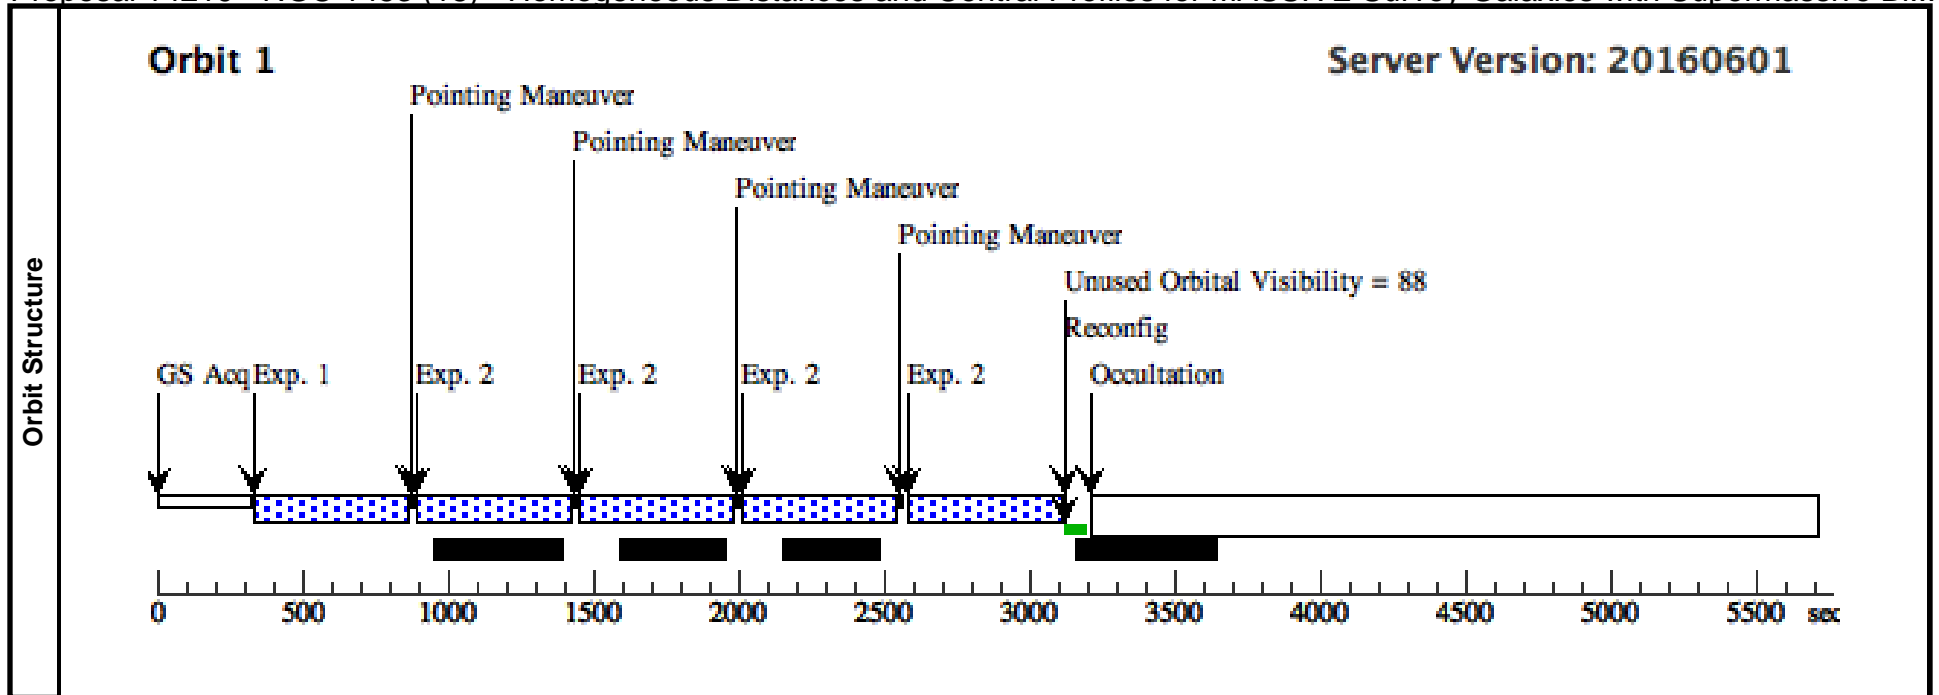 Orbit 1
Server Version: 20160601
Pointing Maneuver
Pointing Maneuver
Pointing Maneuver
Pointing Maneuver
Unused Orbital Visibility = 88
Reconfig
GS Acq Exp. 1 Exp. 2 Exp. 2 Exp. 2 Exp. 2 Occultation
Orbit Structure
0 500 1000 1500 2000 2500 3000 3500 4000 4500 5000 5500 sec